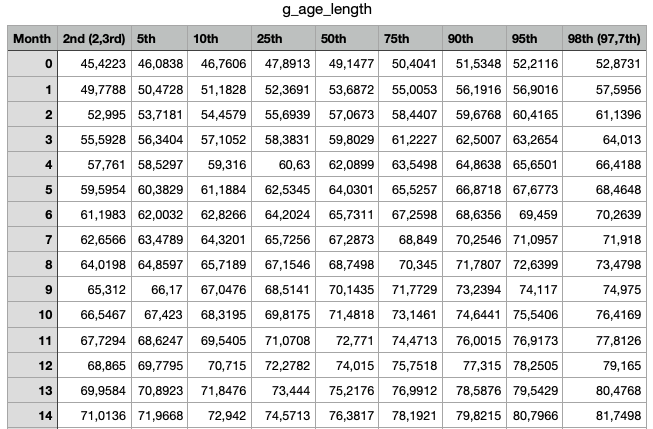 g_age_length
Month 2nd (2,3rd) 5th 10th 25th 50th 75th 90th 95th 98th (97,7th)
0 45,4223 46,0838 46,7606 47,8913 49,1477 50,4041 51,5348 52,2116 52,8731
1 49,7788 50,4728 51,1828 52,3691 53,6872 55,0053 56,1916 56,9016 57,5956
2 52,995 53,7181 54,4579 55,6939 57,0673 58,4407 59,6768 60,4165 61,1396
3 55,5928 56,3404 57,1052 58,3831 59,8029 61,2227 62,5007 63,2654 64,013
4 57,761 58,5297 59,316 60,63 62,0899 63,5498 64,8638 65,6501 66,4188
5 59,5954 60,3829 61,1884 62,5345 64,0301 65,5257 66,8718 67,6773 68,4648
6 61,1983 62,0032 62,8266 64,2024 65,7311 67,2598 68,6356 69,459 70,2639
7 62,6566 63,4789 64,3201 65,7256 67,2873 68,849 70,2546 71,0957 71,918
8 64,0198 64,8597 65,7189 67,1546 68,7498 70,345 71,7807 72,6399 73,4798
9 65,312 66,17 67,0476 68,5141 70,1435 71,7729 73,2394 74,117 74,975
10 66,5467 67,423 68,3195 69,8175 71,4818 73,1461 74,6441 75,5406 76,4169
11 67,7294 68,6247 69,5405 71,0708 72,771 74,4713 76,0015 76,9173 77,8126
12 68,865 69,7795 70,715 72,2782 74,015 75,7518 77,315 78,2505 79,165
13 69,9584 70,8923 71,8476 73,444 75,2176 76,9912 78,5876 79,5429 80,4768
14 71,0136 71,9668 72,942 74,5713 76,3817 78,1921 79,8215 80,7966 81,7498